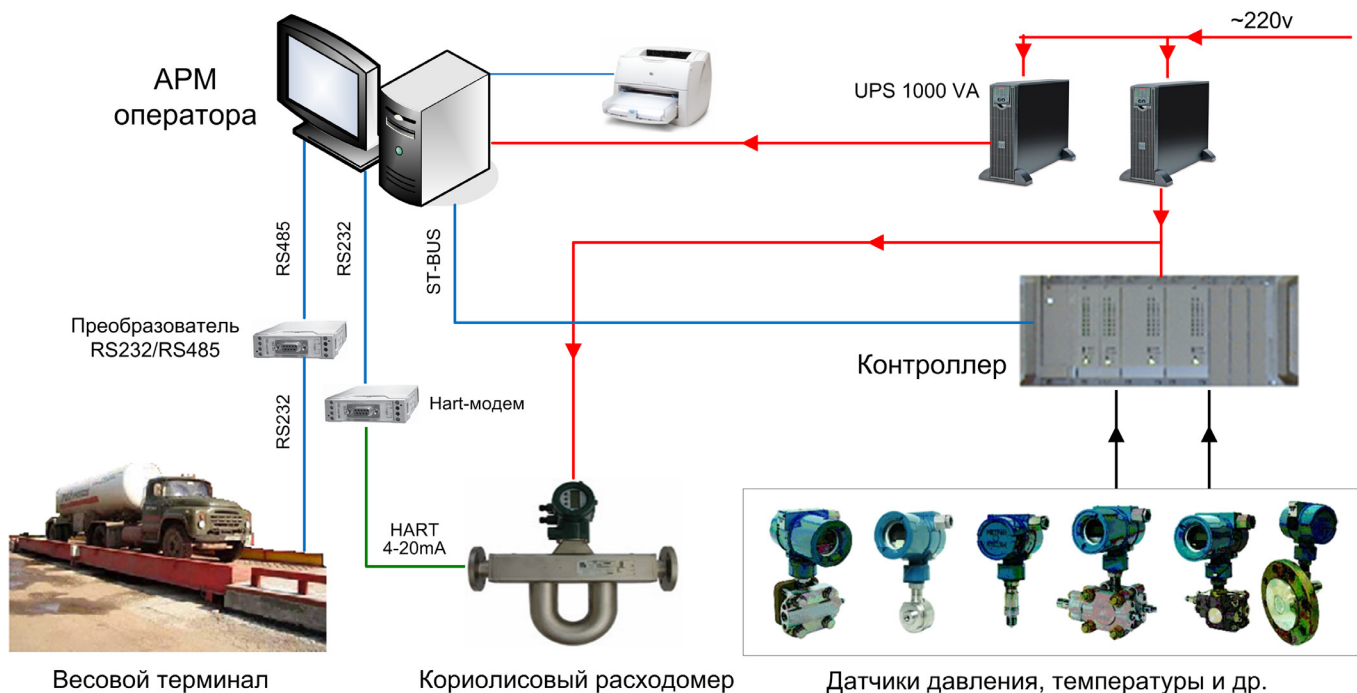 ~220v
АРМ
оператора
UPS 1000 VA
RS485
RS232
ST-BUS
Преобразователь
RS232/RS485
Контроллер
Hart-модем
RS232
HART
4-20mA
Весовой терминал
Кориолисовый расходомер
Датчики давления, температуры и др.